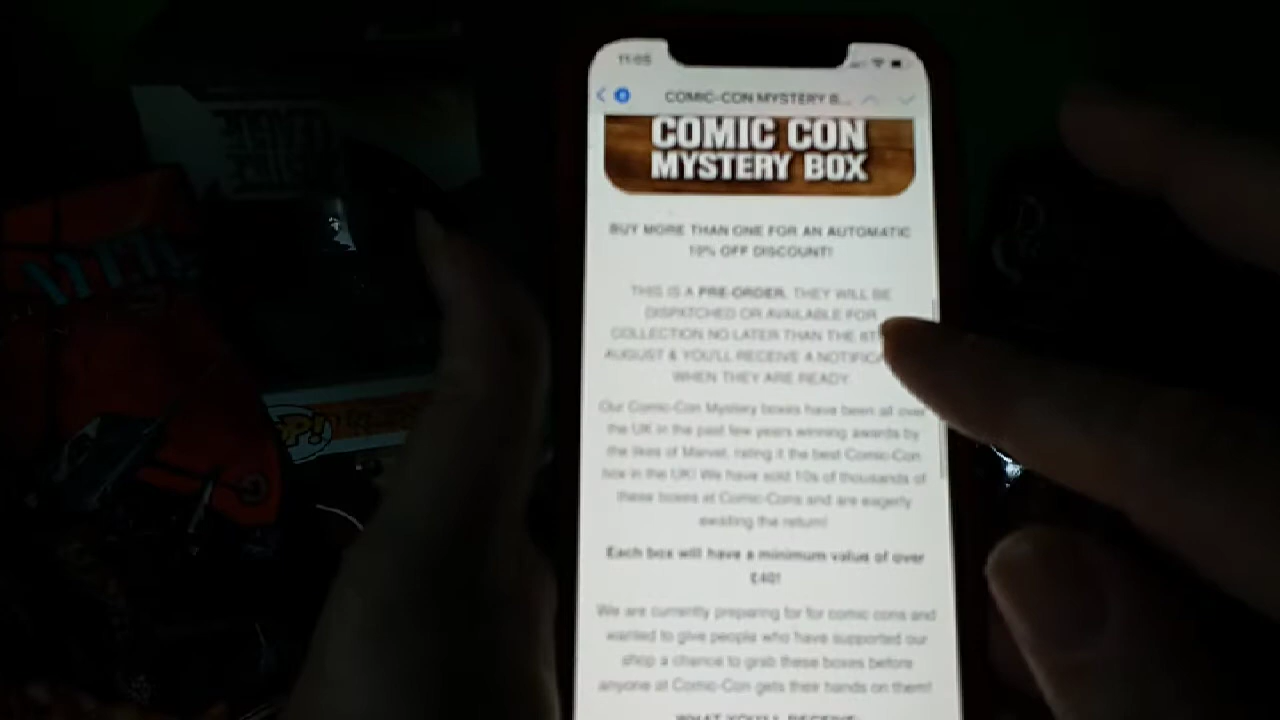 11:05
COMIC-CON MYSTERY B...
COMIC CON
MYSTERY BOX
BUY MORE THAN ONE FOR AN AUTOMATIC
10% OFF DISCOUNT!
THIS IS A PRE-ORDER. THEY WILL BE
DISPATCHED OR AVAILABLE FOR
COLLECTION NO LATER THAN THE
AUGUST & YOU'LL RECEIVE A NOTIFICA
WHEN THEY ARE READY.
Our Comic-Con Mystery boxes have been all over
the UK in the past few years winning awards by
the likes of Marvel, rating it the best Comic-Con
box in the UK! We have sold 10s of thousands of
these boxes at Comic-Cons and are eagerly
awaiting the return!
Each box will have a minimum value of over
£40!
We are currently preparing for for comic cons and
wanted to give people who have supported our
shop a chance to grab these boxes before
anyone at Comic-Con gets their hands on them!
WHAT YOU'LL RECEIVE:
P!